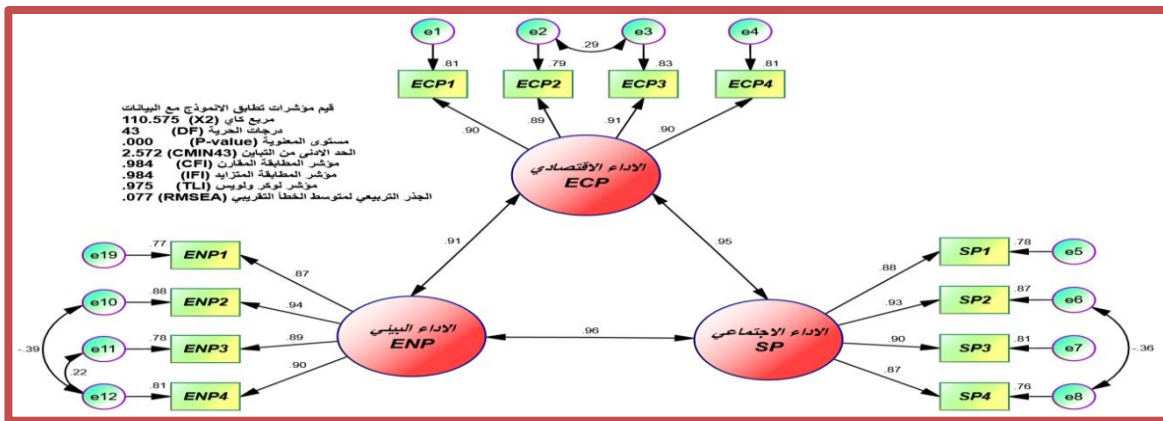 e1 e2 .29 e3 e4
.81 .79 .83 .81
ECP1 ECP2 ECP3 ECP4
.90 .89 .91 .90
قيم مؤشرات تطابق الانموذج مع البيانات
مربع كاي (X2) 110.575
درجات الحرية (DF) 43
مستوى المعنوية (P-value) .000
الحد الادنى من التباين (CMIN43) 2.572
مؤشر المطابقة المقارن (CFI) .984
مؤشر المطابقة المتزايد (IFI) .984
مؤشر لوكر ولويس (TLI) .975
الجذر التربيعي لمتوسط الخطأ التقريبي (RMSEA) .077
الاداء الاقتصادي
ECP
.91 .95
e19 .77 ENP1 .87
e10 .88 ENP2 .94
e11 .78 ENP3 .89
e12 .81 ENP4 .90
-.39
.22
الاداء البيئي
ENP
.96
الاداء الاجتماعي
SP
.88 SP1 .78 e5
.93 SP2 .87 e6
.90 SP3 .81 e7
.87 SP4 .76 e8
-.36